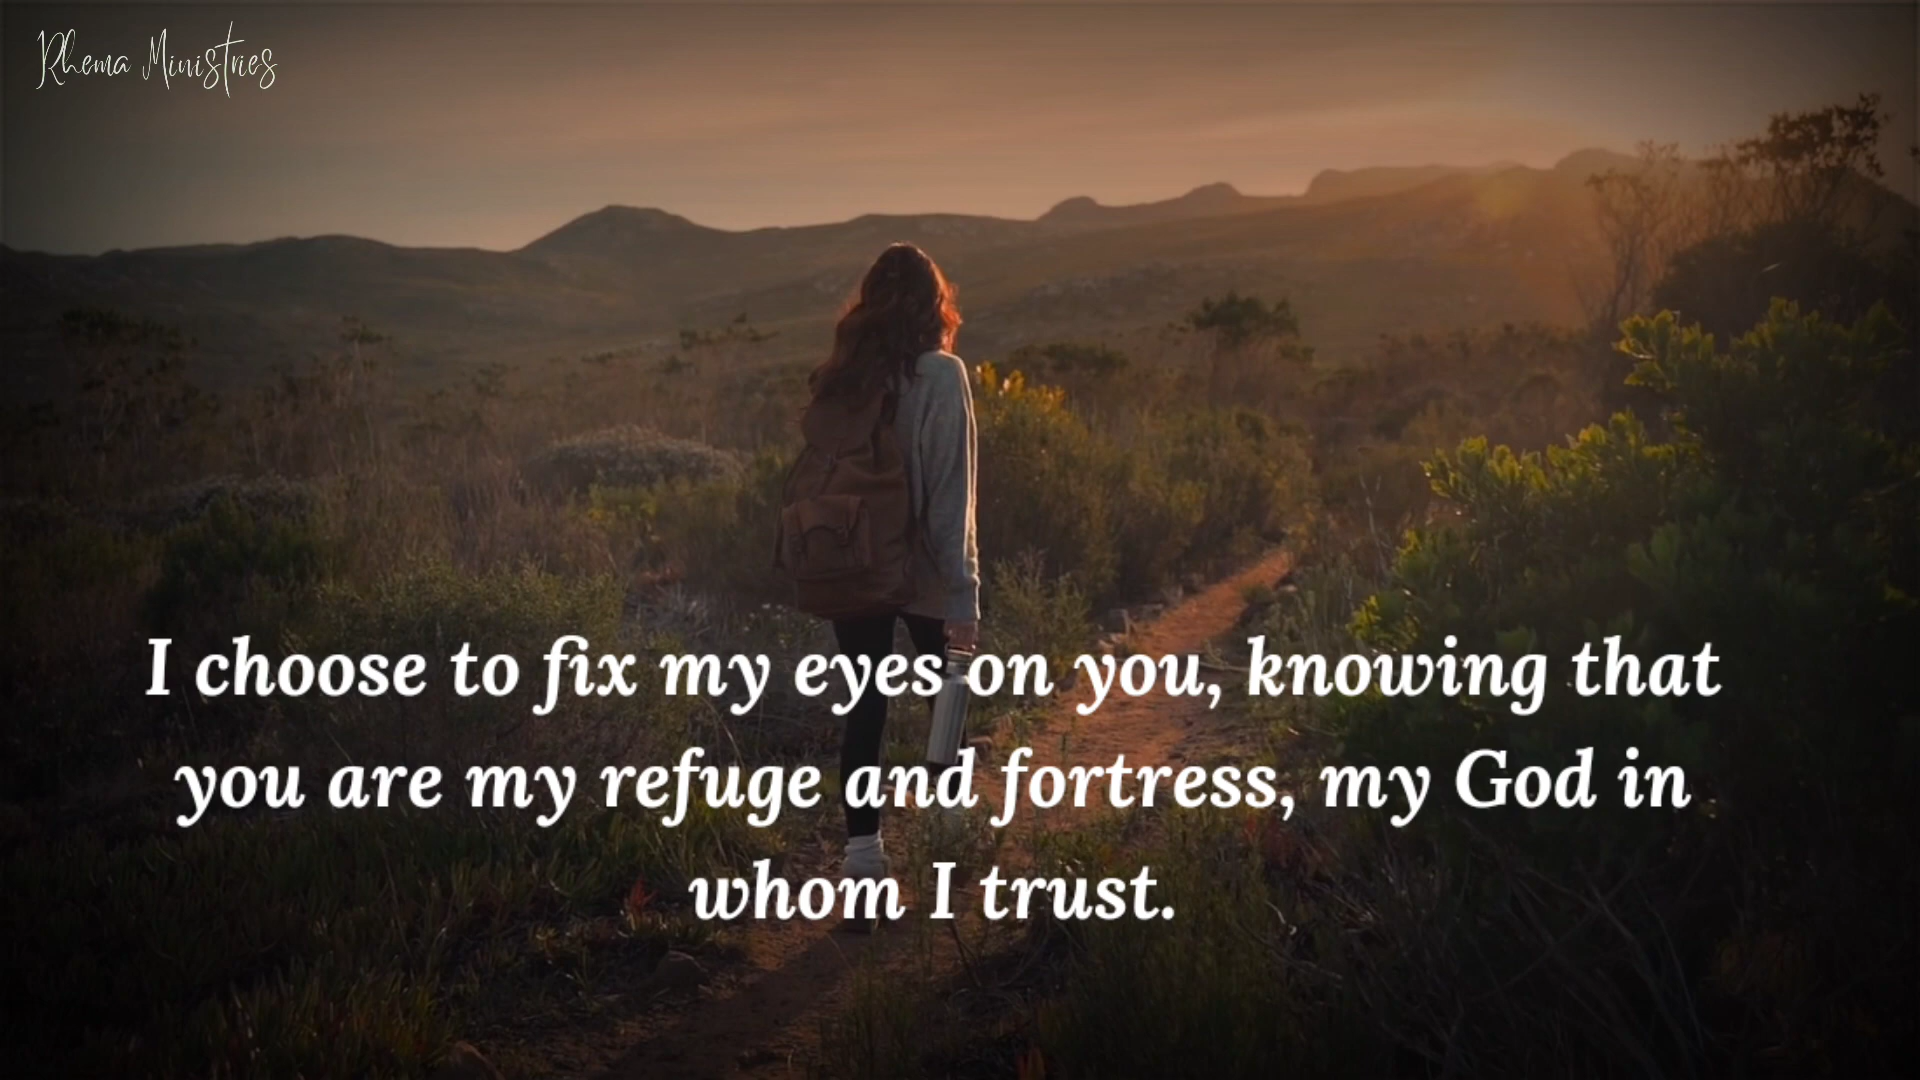 Rhema Ministries
I choose to fix my eyes on you, knowing that
you are my refuge and fortress, my God in
whom I trust.